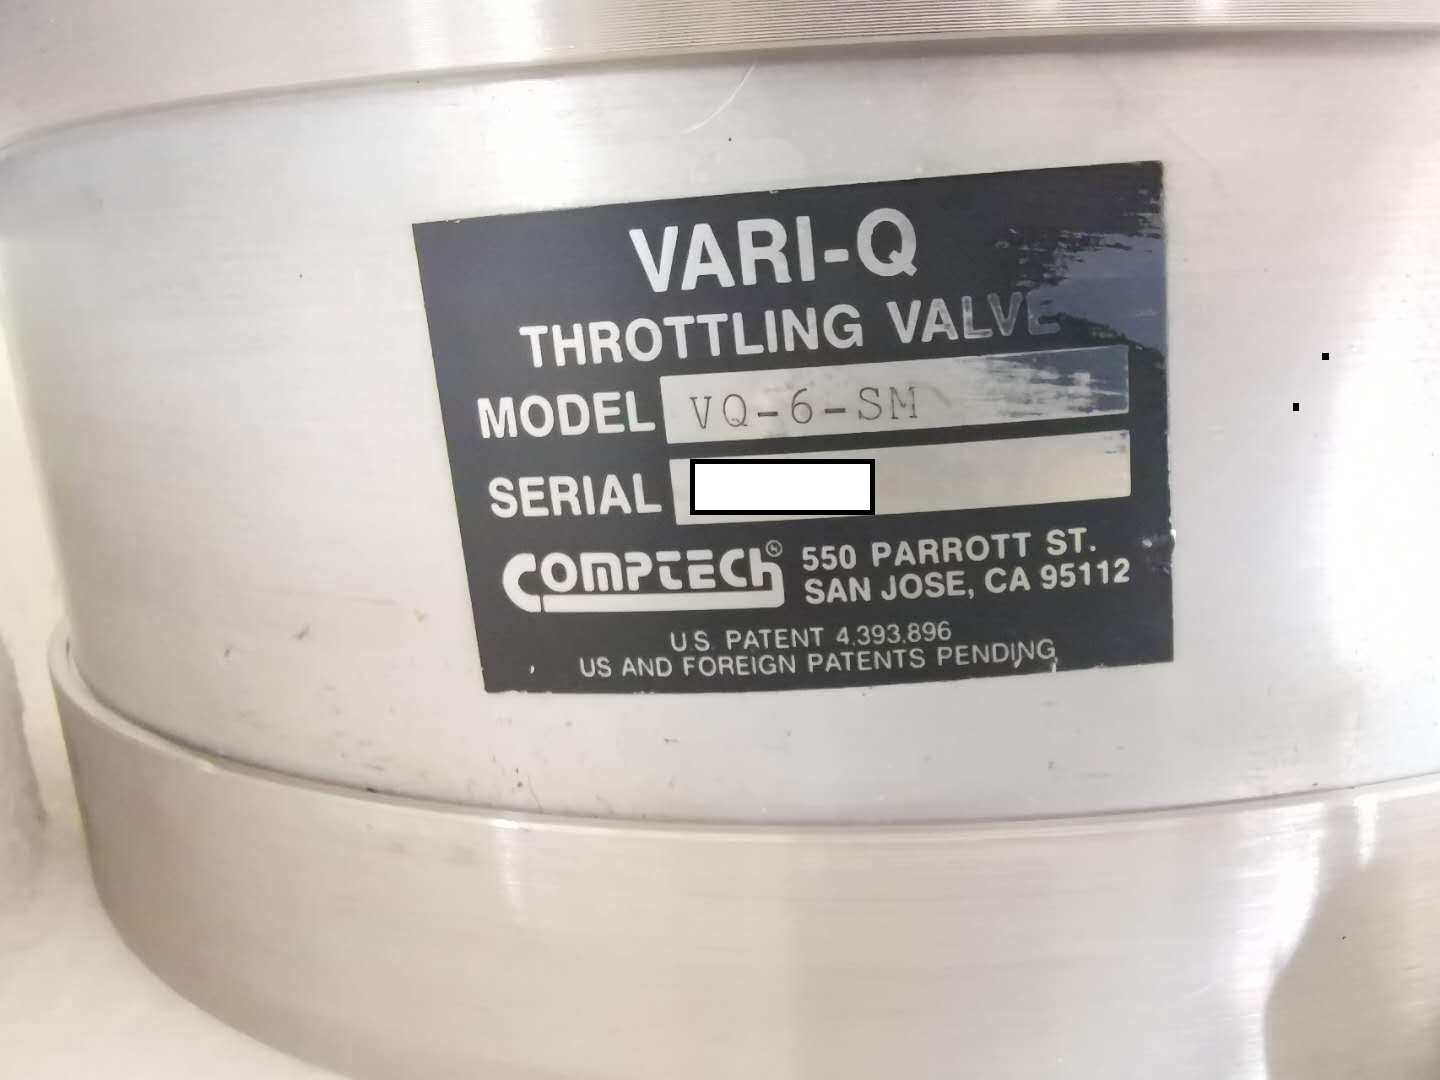 VARI-Q
THROTTLING VALVE
MODEL VQ-6-SM
SERIAL
COMPTECH® 550 PARROTT ST.
SAN JOSE, CA 95112
U.S. PATENT 4,393,896
US AND FOREIGN PATENTS PENDING